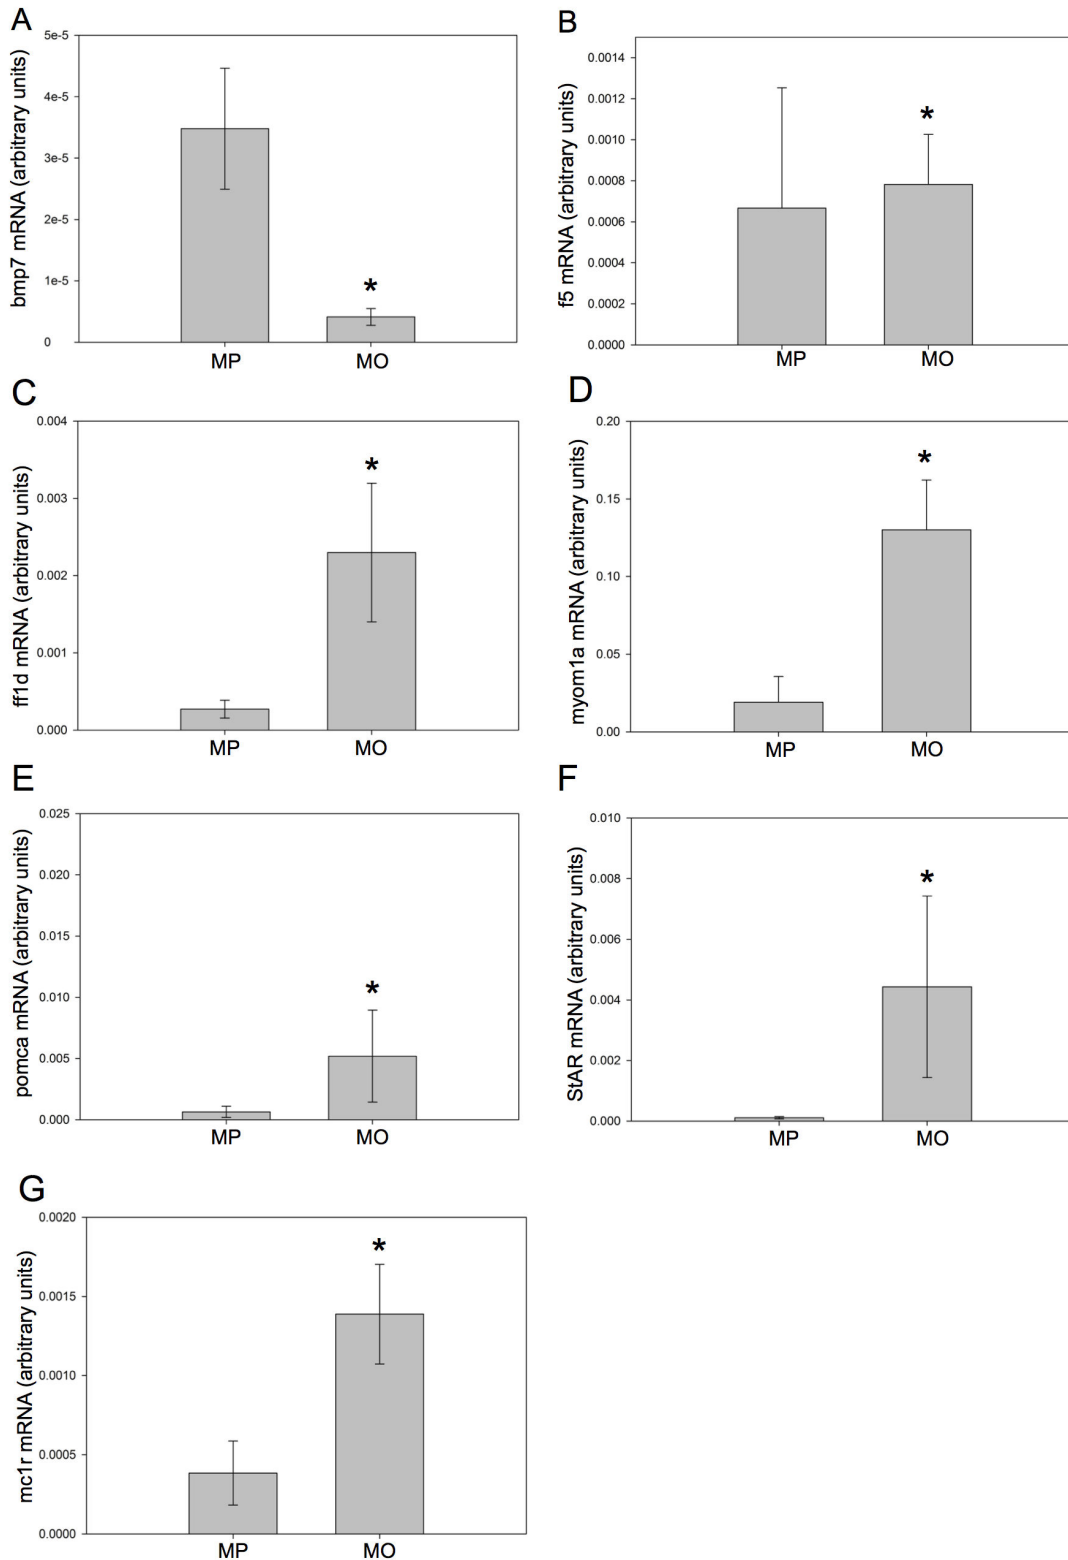 A
bmp7 mRNA (arbitrary units)
5e-5
4e-5
3e-5
2e-5
1e-5
0
*
MP MO
B
f5 mRNA (arbitrary units)
0.0014
0.0012
0.0010
0.0008
0.0006
0.0004
0.0002
0.0000
*
MP MO
C
ff1d mRNA (arbitrary units)
0.004
0.003
0.002
0.001
0.000
*
MP MO
D
myom1a mRNA (arbitrary units)
0.20
0.15
0.10
0.05
0.00
*
MP MO
E
pomca mRNA (arbitrary units)
0.025
0.020
0.015
0.010
0.005
0.000
*
MP MO
F
StAR mRNA (arbitrary units)
0.010
0.008
0.006
0.004
0.002
0.000
*
MP MO
G
mc1r mRNA (arbitrary units)
0.0020
0.0015
0.0010
0.0005
0.0000
*
MP MO